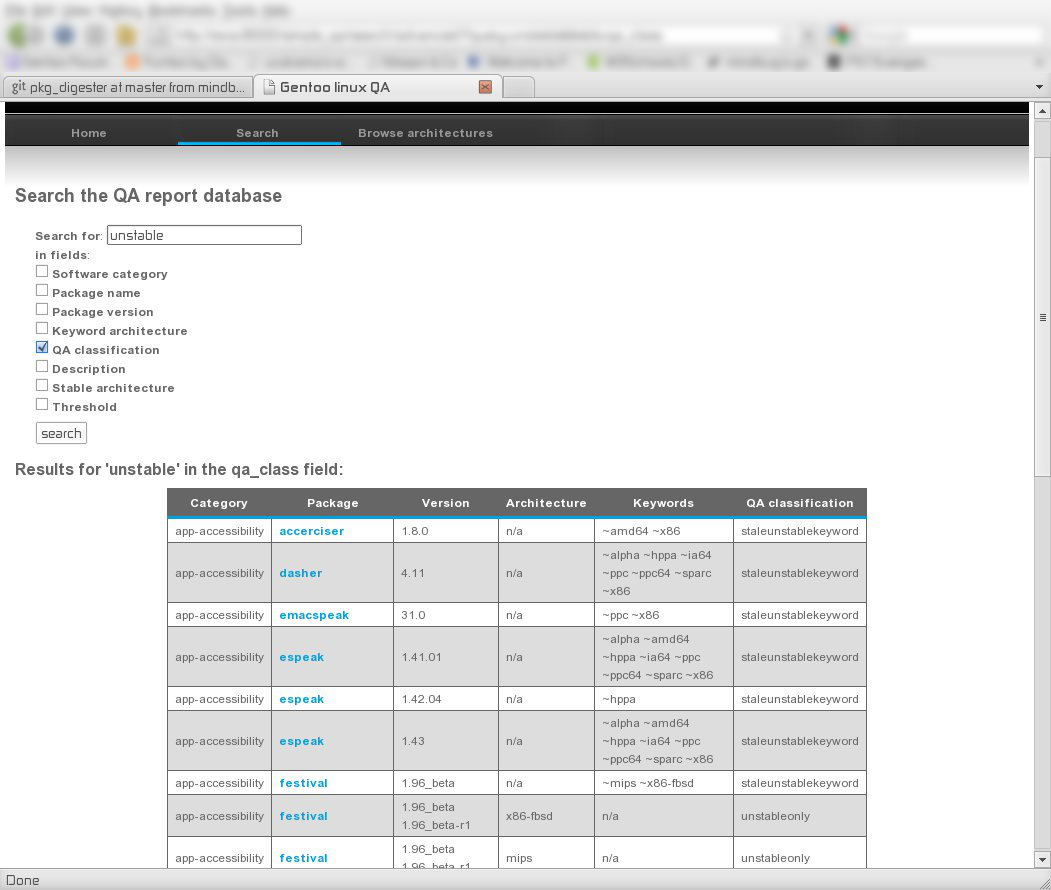 git pkg_digester at master from mindb... Gentoo linux QA
Home Search Browse architectures
Search the QA report database
Search for: unstable
in fields:
Software category
Package name
Package version
Keyword architecture
QA classification
Description
Stable architecture
Threshold
search
Results for 'unstable' in the qa_class field:
Category Package Version Architecture Keywords QA classification
app-accessibility accerciser 1.8.0 n/a ~amd64 ~x86 staleunstablekeyword
~alpha ~hppa ~ia64
app-accessibility dasher 4.11 n/a ~ppc ~ppc64 ~sparc staleunstablekeyword
~x86
app-accessibility emacspeak 31.0 n/a ~ppc ~x86 staleunstablekeyword
~alpha ~amd64
app-accessibility espeak 1.41.01 n/a ~hppa ~ia64 ~ppc staleunstablekeyword
~ppc64 ~sparc ~x86
app-accessibility espeak 1.42.04 n/a ~hppa staleunstablekeyword
~alpha ~amd64
app-accessibility espeak 1.43 n/a ~hppa ~ia64 ~ppc staleunstablekeyword
~ppc64 ~sparc ~x86
app-accessibility festival 1.96_beta n/a ~mips ~x86-fbsd staleunstablekeyword
1.96_beta
app-accessibility festival x86-fbsd n/a unstableonly
1.96_beta-r1
1.96_beta
app-accessibility festival mips n/a unstableonly
1.96_beta-r1
Done